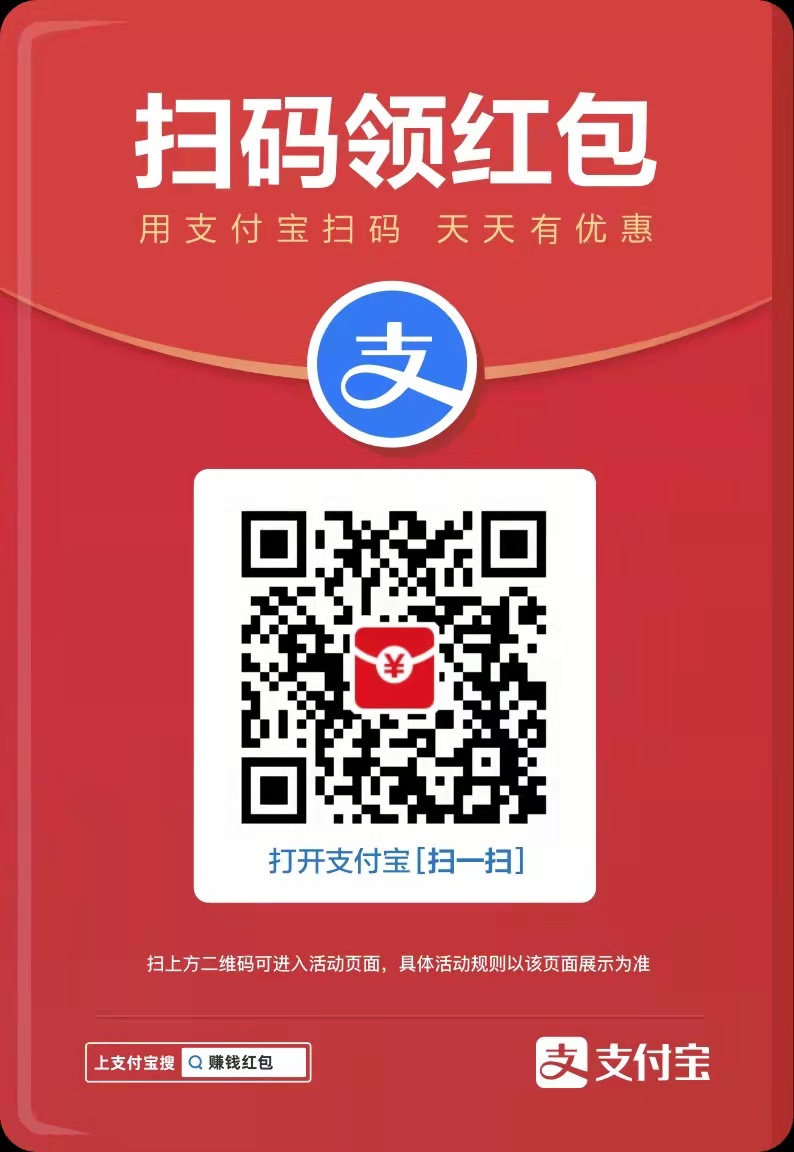 扫码领红包
用支付宝扫码 天天有优惠
支
¥
打开支付宝[扫一扫]
扫上方二维码可进入活动页面，具体活动规则以该页面展示为准
上支付宝搜 赚钱红包
支 支付宝